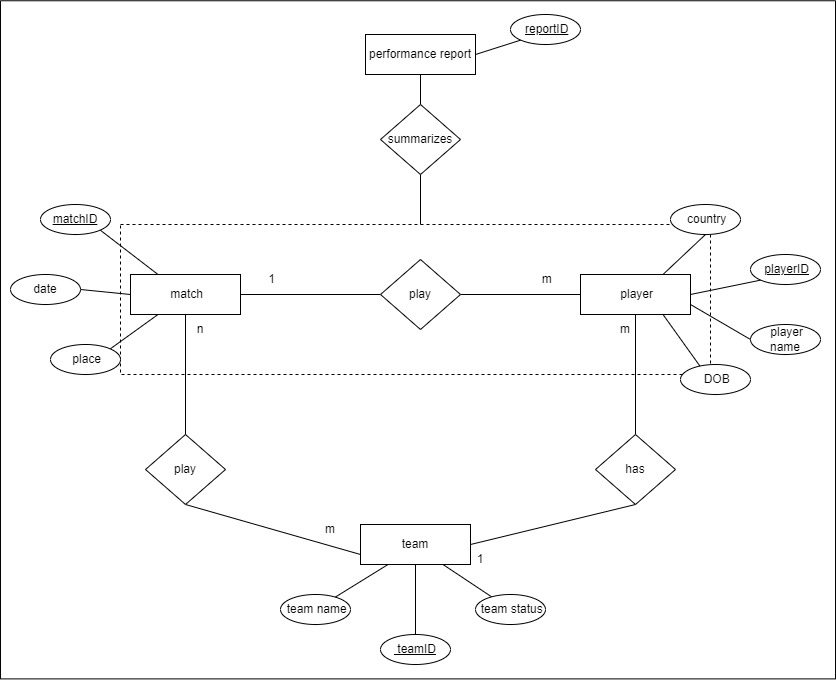 reportID
performance report
summarizes
matchID
country
date
match
1
play
m
player
playerID
n
m
place
player
name
DOB
play
has
m
team
1
team name
team status
teamID